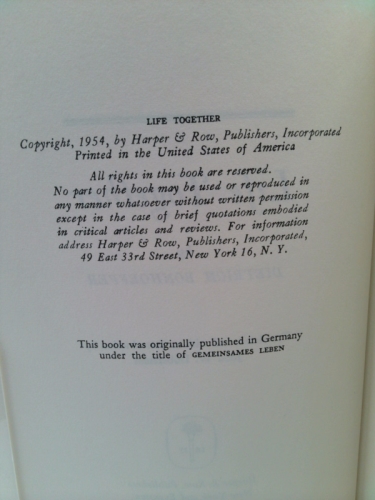 LIFE TOGETHER
Copyright, 1954, by Harper & Row, Publishers, Incorporated
Printed in the United States of America
All rights in this book are reserved.
No part of the book may be used or reproduced in
any manner whatsoever without written permission
except in the case of brief quotations embodied
in critical articles and reviews. For information
address Harper & Row, Publishers, Incorporated,
49 East 33rd Street, New York 16, N. Y.
This book was originally published in Germany
under the title of GEMEINSAMES LEBEN